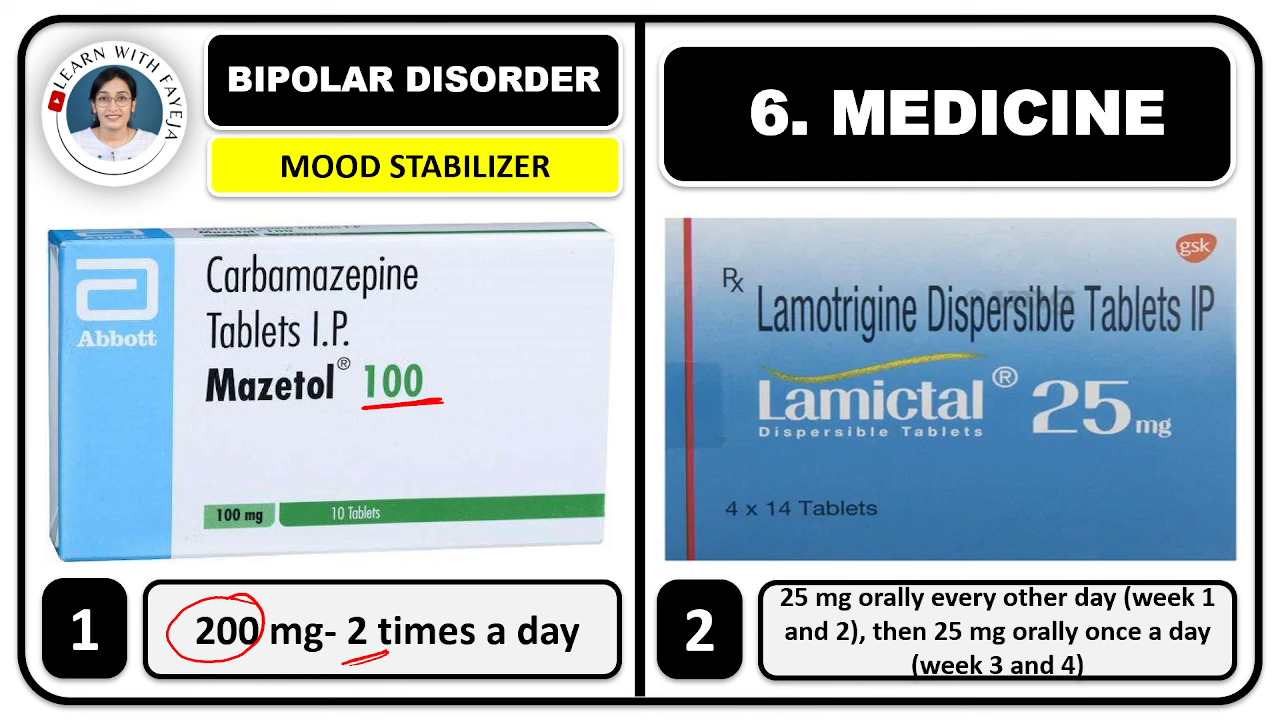 LEARN WITH FAYEJA
BIPOLAR DISORDER
MOOD STABILIZER
Carbamazepine
Tablets I.P.
Mazetol® 100
Abbott
100 mg
10 Tablets
1
200 mg- 2 times a day
6. MEDICINE
gsk
Rx
Lamotrigine Dispersible Tablets IP
Lamictal® 25 mg
Dispersible Tablets
4 x 14 Tablets
2
25 mg orally every other day (week 1
and 2), then 25 mg orally once a day
(week 3 and 4)